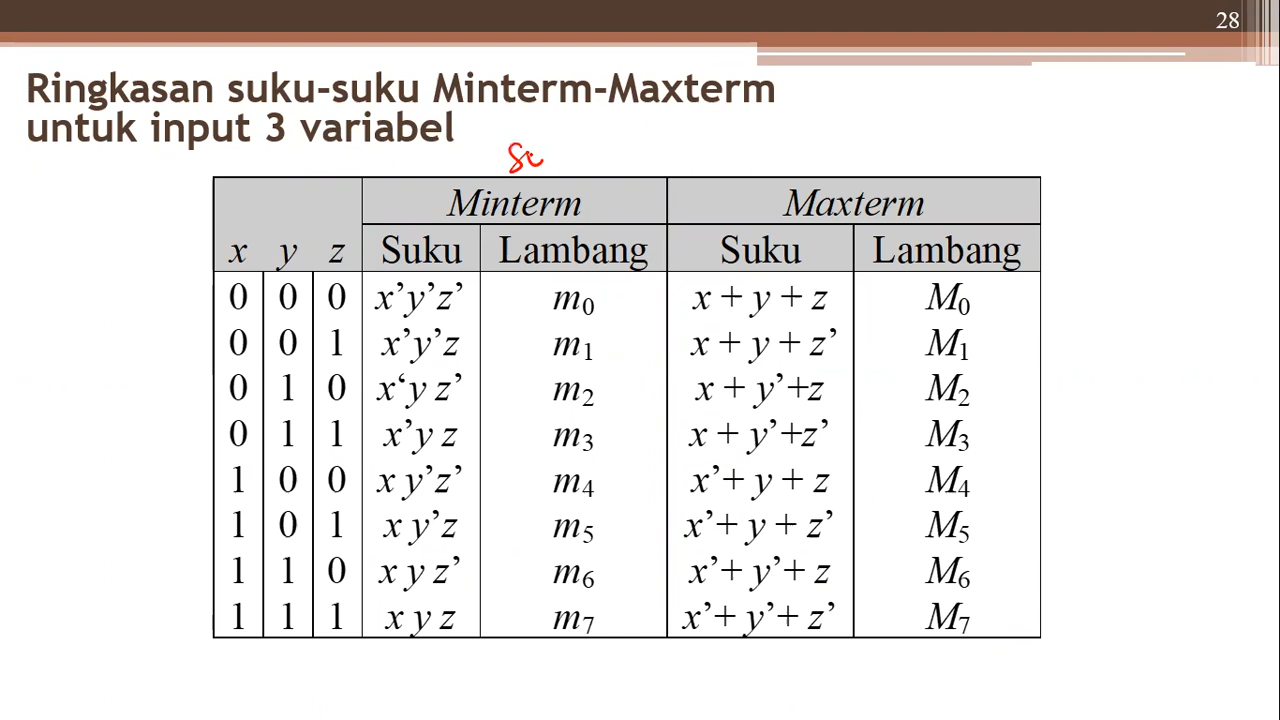 28
Ringkasan suku-suku Minterm-Maxterm
untuk input 3 variabel
Minterm Maxterm
x y z Suku Lambang Suku Lambang
0 0 0 x’y’z’ m0 x + y + z M0
0 0 1 x’y’z m1 x + y + z’ M1
0 1 0 x‘y z’ m2 x + y’+z M2
0 1 1 x’y z m3 x + y’+z’ M3
1 0 0 x y’z’ m4 x’+ y + z M4
1 0 1 x y’z m5 x’+ y + z’ M5
1 1 0 x y z’ m6 x’+ y’+ z M6
1 1 1 x y z m7 x’+ y’+ z’ M7